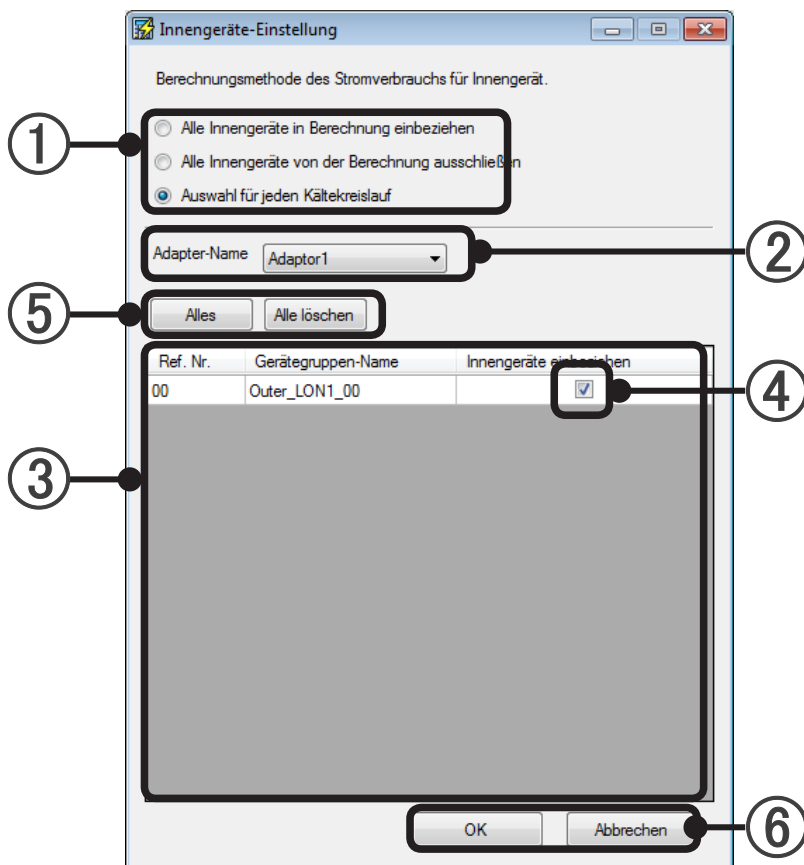 Innengeräte-Einstellung
Berechnungsmethode des Stromverbrauchs für Innengerät.
① Alle Innengeräte in Berechnung einbeziehen
Alle Innengeräte von der Berechnung ausschließen
Auswahl für jeden Kältekreislauf
Adapter-Name Adaptor1 ②
⑤ Alles Alle löschen
Ref. Nr. Gerätegruppen-Name Innengeräte einbeziehen
00 Outer_LON1_00 ④
③
OK Abbrechen ⑥